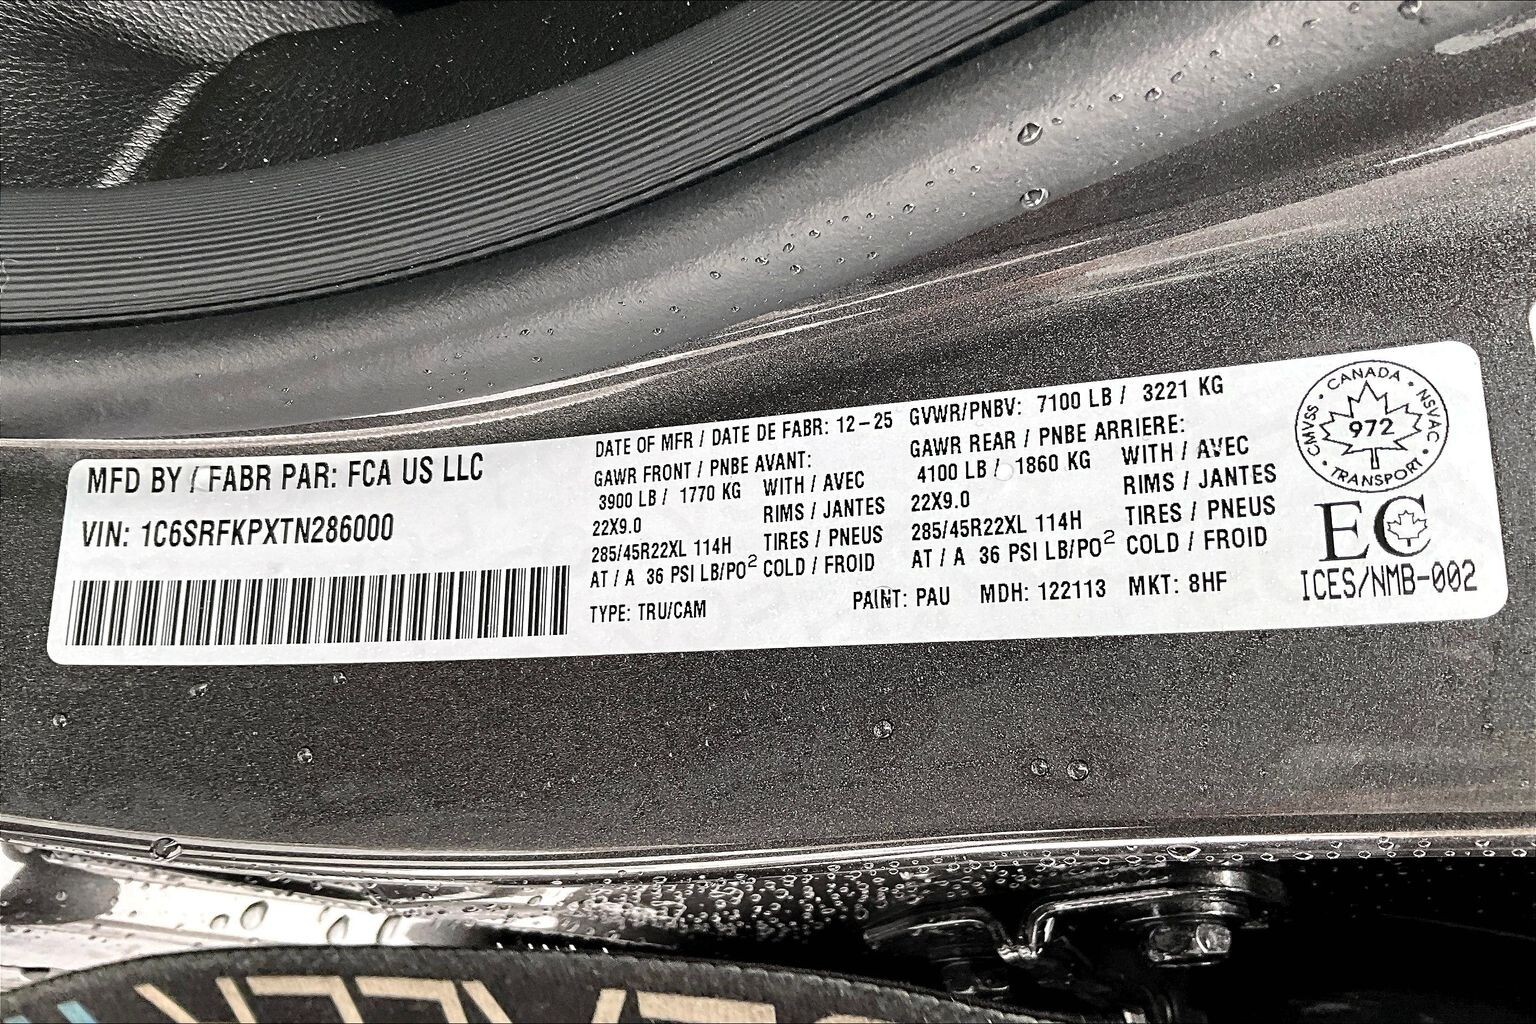 MFD BY / FABR PAR: FCA US LLC
VIN: 1C6SRFKPXTN286000
DATE OF MFR / DATE DE FABR: 12-25 GVWR/PNBV: 7100 LB / 3221 KG
GAWR FRONT / PNBE AVANT:
3900 LB / 1770 KG WITH / AVEC
22X9.0 RIMS / JANTES
285/45R22XL 114H TIRES / PNEUS
AT / A 36 PSI LB/PO² COLD / FROID
GAWR REAR / PNBE ARRIERE:
4100 LB / 1860 KG WITH / AVEC
22X9.0 RIMS / JANTES
285/45R22XL 114H TIRES / PNEUS
AT / A 36 PSI LB/PO² COLD / FROID
TYPE: TRU/CAM PAINT: PAU MDH: 122113 MKT: 8HF
CANADA
CMVSS
NSVAC
972
TRANSPORT
EC
ICES/NMB-002